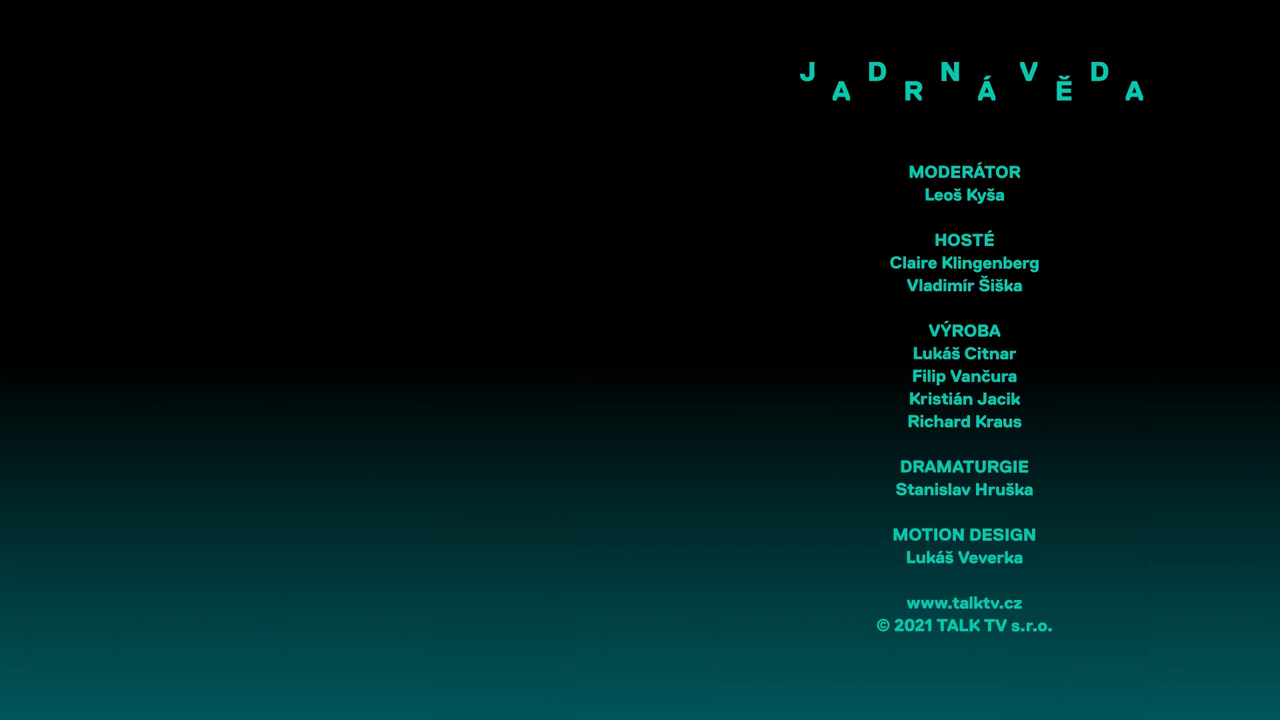 JADRNÁ VĚDA
MODERÁTOR
Leoš Kyša
HOSTÉ
Claire Klingenberg
Vladimír Šiška
VÝROBA
Lukáš Citnar
Filip Vančura
Kristián Jacik
Richard Kraus
DRAMATURGIE
Stanislav Hruška
MOTION DESIGN
Lukáš Veverka
www.talktv.cz
© 2021 TALK TV s.r.o.